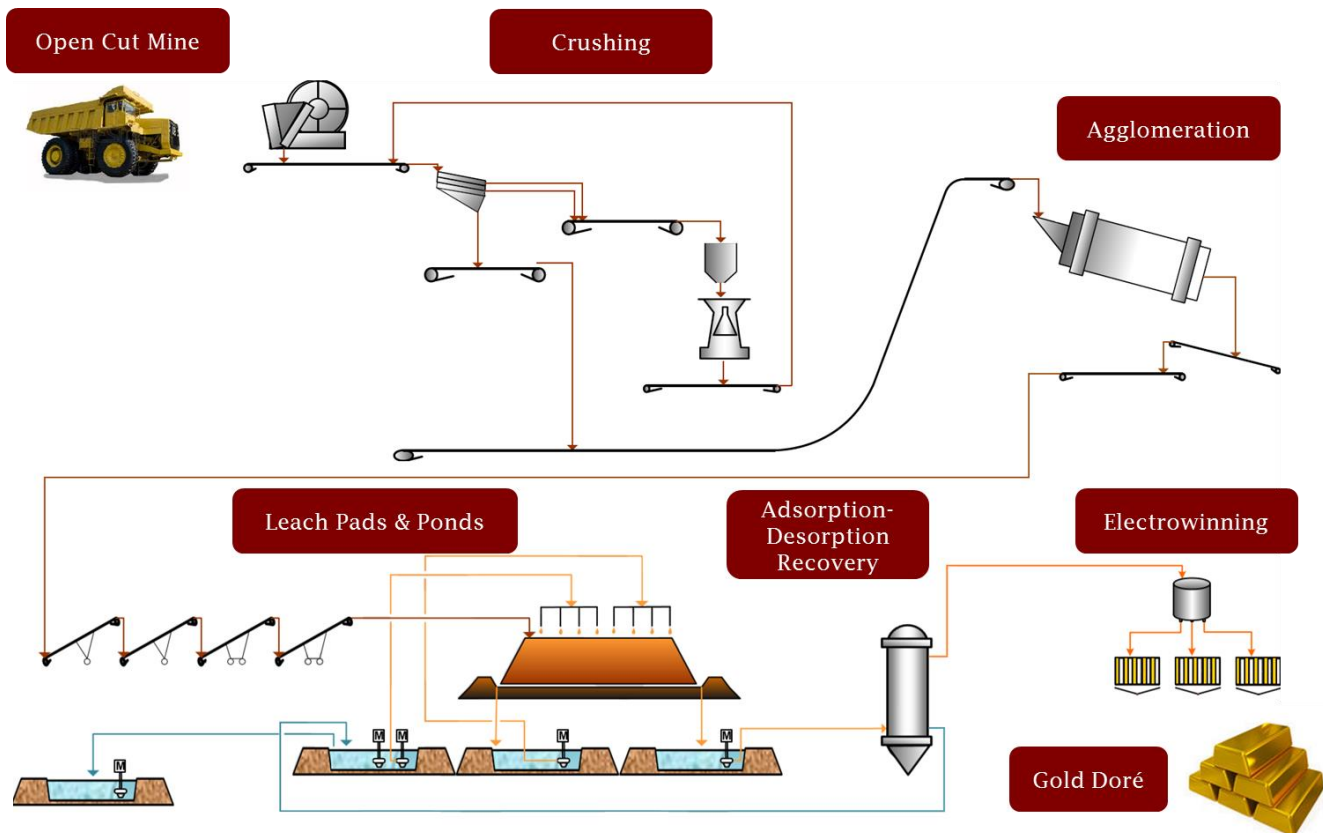 Open Cut Mine
Crushing
Agglomeration
Leach Pads & Ponds
Adsorption-
Desorption
Recovery
Electrowinning
M
M
M
M
M
Gold Doré